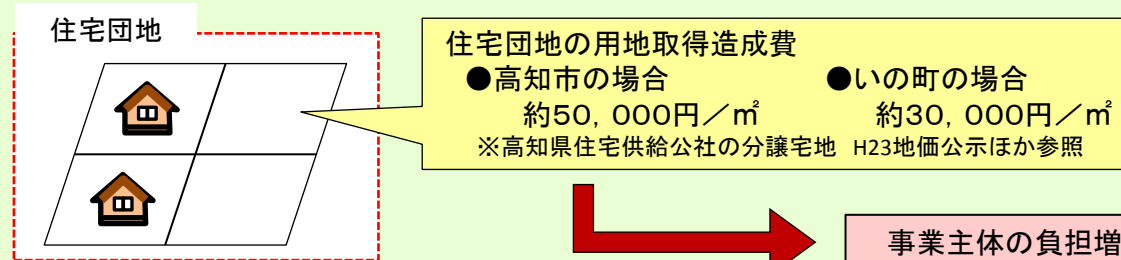 住宅団地
住宅団地の用地取得造成費
●高知市の場合 ●いの町の場合
約50，000円／㎡ 約30，000円／㎡
※高知県住宅供給公社の分譲宅地 H23地価公示ほか参照
事業主体の負担増